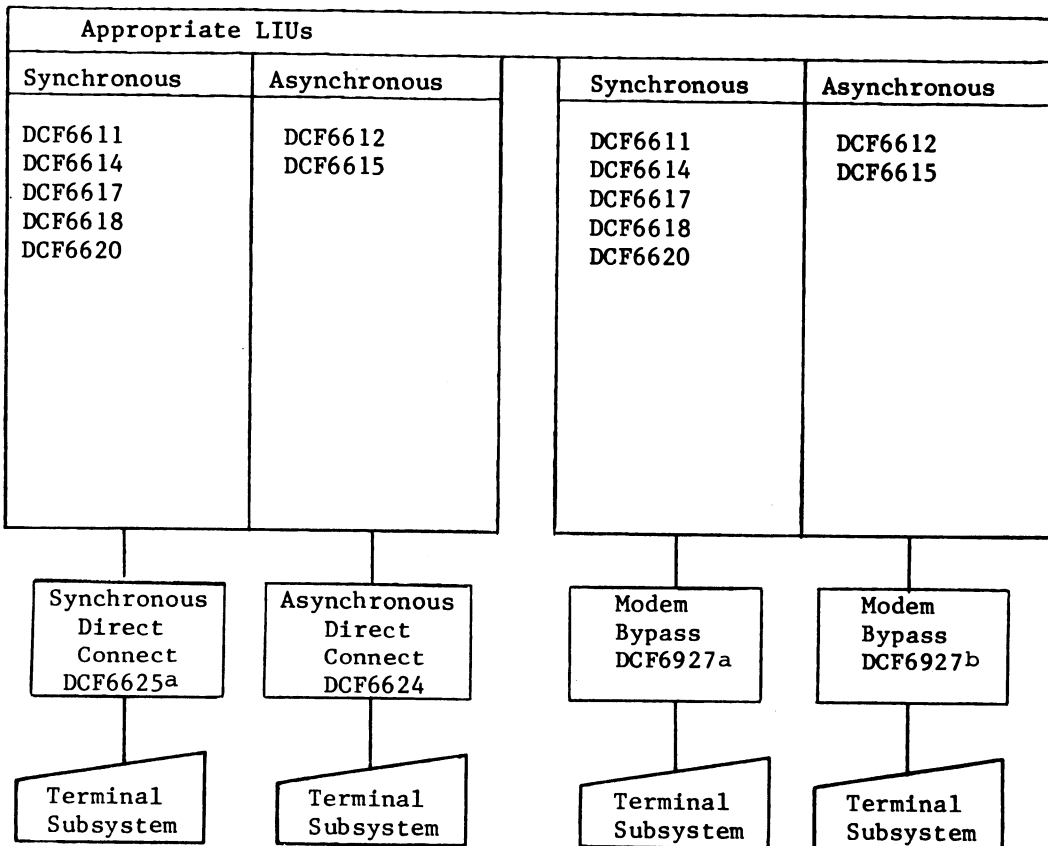 Appropriate LIUs
Synchronous Asynchronous Synchronous Asynchronous
DCF6611 DCF6612 DCF6611 DCF6612
DCF6614 DCF6615 DCF6614 DCF6615
DCF6617 DCF6617
DCF6618 DCF6618
DCF6620 DCF6620
Synchronous
Direct
Connect
DCF6625a
Asynchronous
Direct
Connect
DCF6624
Modem
Bypass
DCF6927a
Modem
Bypass
DCF6927b
Terminal
Subsystem
Terminal
Subsystem
Terminal
Subsystem
Terminal
Subsystem